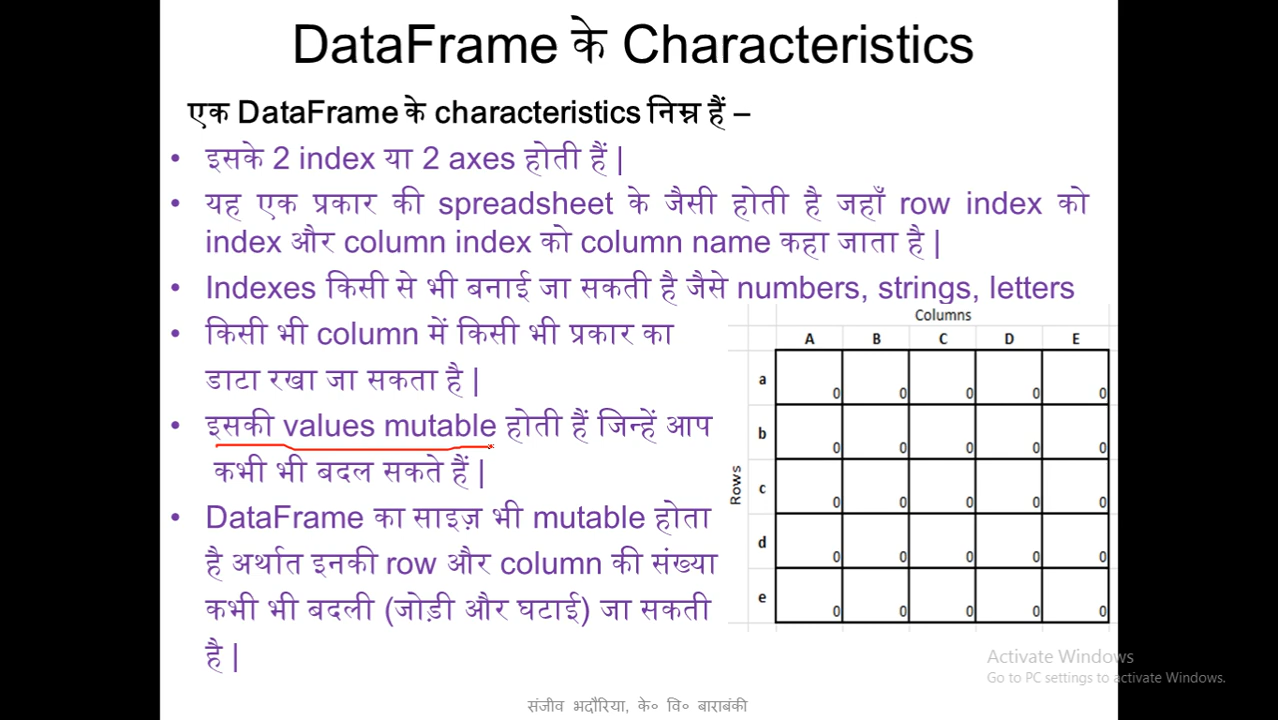 DataFrame के Characteristics
एक DataFrame के characteristics निम्न हैं –
• इसके 2 index या 2 axes होती हैं |
• यह एक प्रकार की spreadsheet के जैसी होती है जहाँ row index को
index और column index को column name कहा जाता है |
• Indexes किसी से भी बनाई जा सकती है जैसे numbers, strings, letters
• किसी भी column में किसी भी प्रकार का
डाटा रखा जा सकता है |
• इसकी values mutable होती हैं जिन्हें आप
कभी भी बदल सकते हैं |
• DataFrame का साइज़ भी mutable होता
है अर्थात इनकी row और column की संख्या
कभी भी बदली (जोड़ी और घटाई) जा सकती
है |
Columns
A B C D E
Rows
a 0 0 0 0 0
b 0 0 0 0 0
c 0 0 0 0 0
d 0 0 0 0 0
e 0 0 0 0 0
Activate Windows
Go to PC settings to activate Windows.
संजीव भदौरिया, के० वि० बाराबंकी